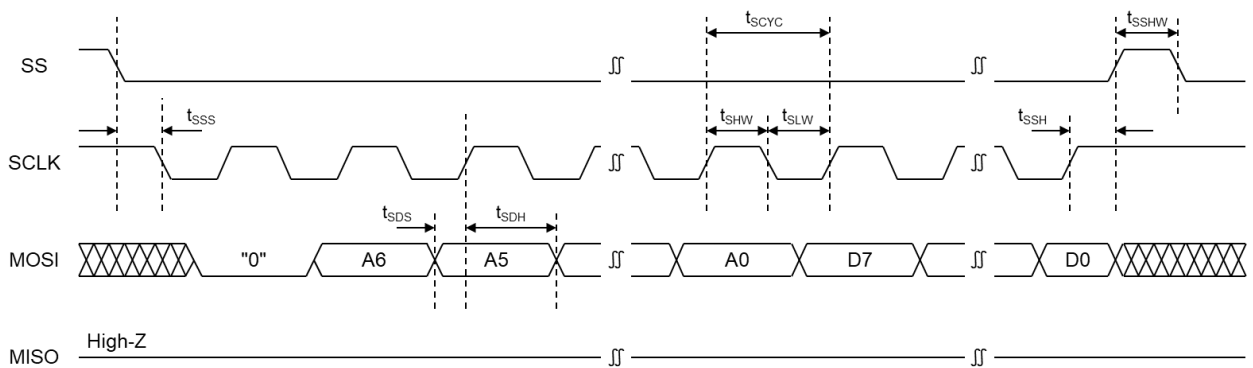 tSCYC
tSSHW
SS
tSSS
tSHW
tSLW
tSSH
SCLK
tSDS
tSDH
MOSI
"0"
A6
A5
A0
D7
D0
High-Z
MISO